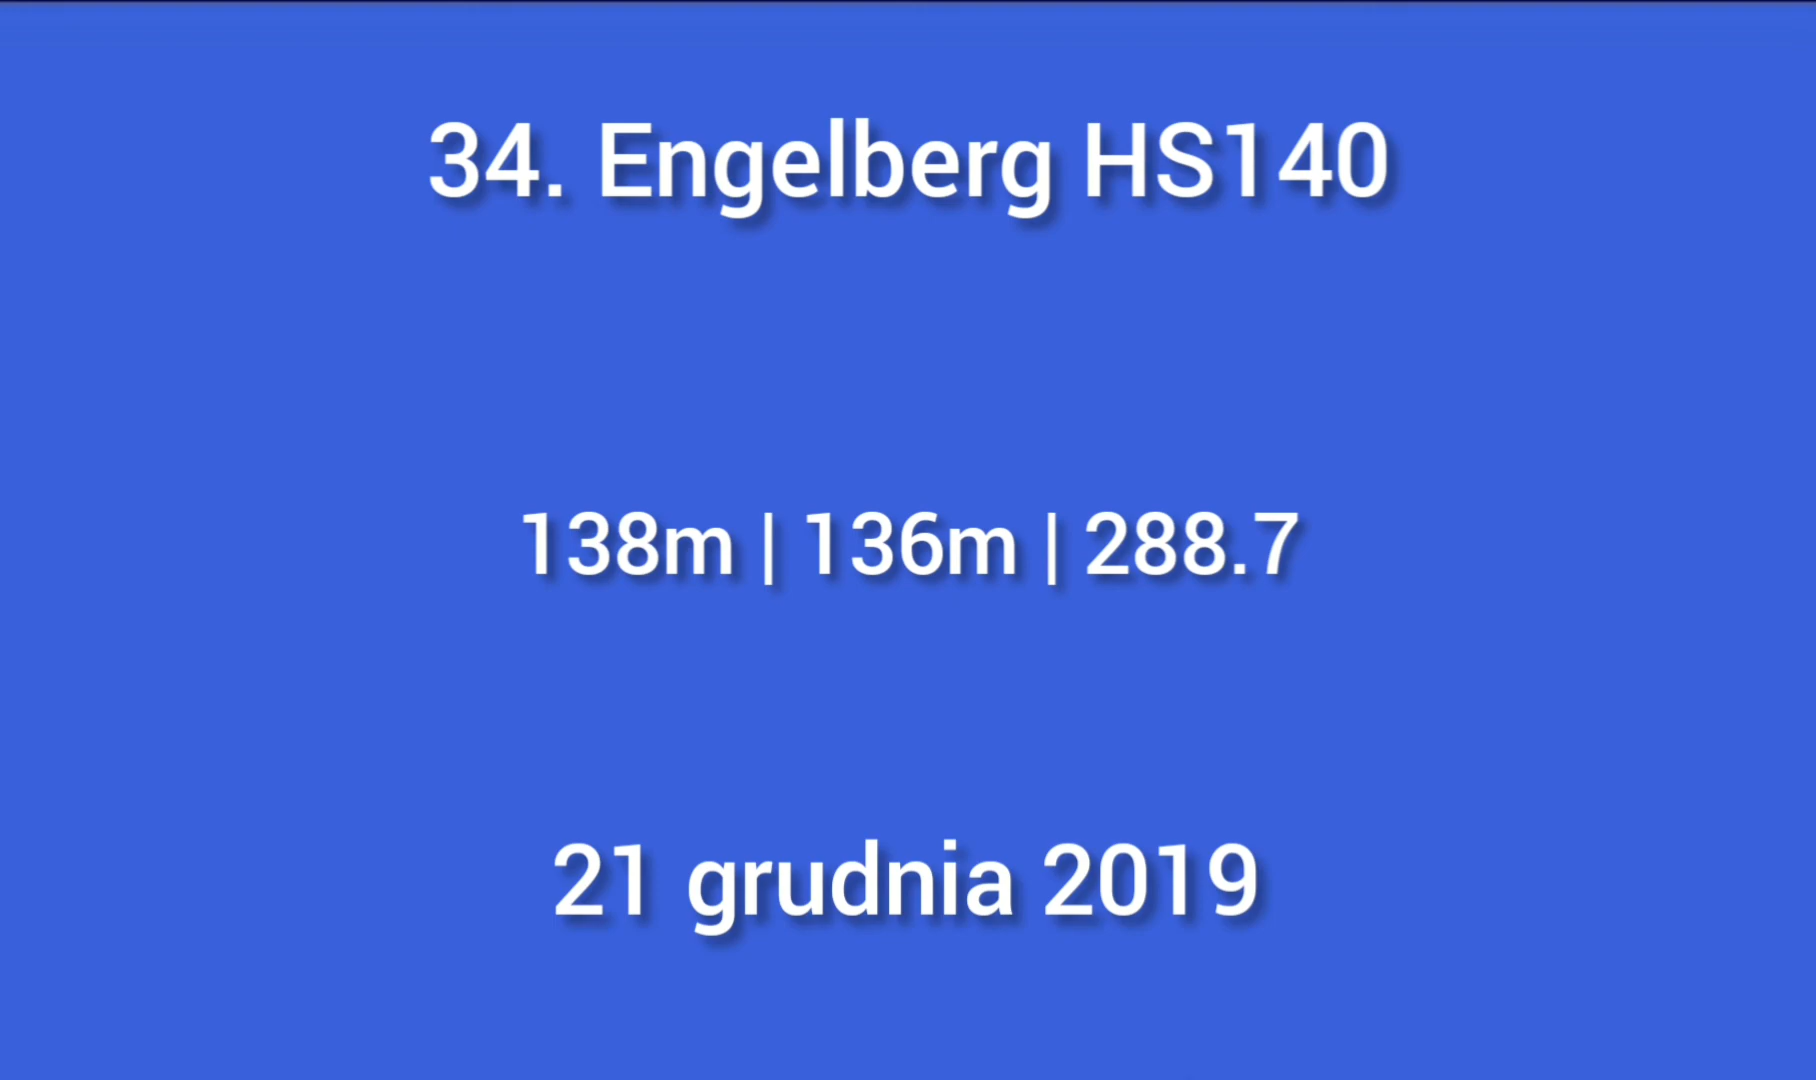 34. Engelberg HS140
138m | 136m | 288.7
21 grudnia 2019